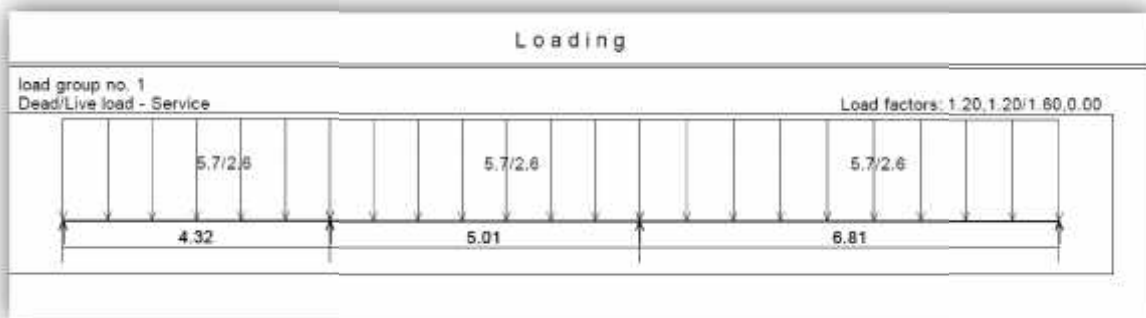 Loading
load group no. 1
Dead/Live load - Service
Load factors: 1.20,1.20/1.60,0.00
5.7/2.6 5.7/2.6 5.7/2.6
4.32 5.01 6.81